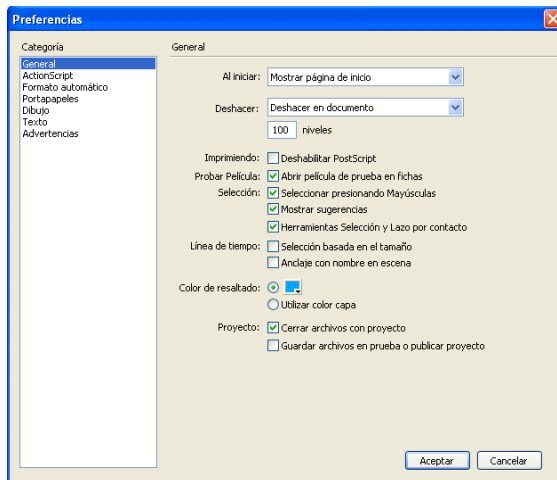 Preferencias
Categoría
General
ActionScript
Formato automático
Portapapeles
Dibujo
Texto
Advertencias
General
Al iniciar: Mostrar página de inicio
Deshacer: Deshacer en documento
100 niveles
Imprimiendo: Deshabilitar PostScript
Probar Película: Abrir película de prueba en fichas
Selección: Seleccionar presionando Mayúsculas
Mostrar sugerencias
Herramientas Selección y Lazo por contacto
Línea de tiempo: Selección basada en el tamaño
Anclaje con nombre en escena
Color de resaltado:
Utilizar color capa
Proyecto: Cerrar archivos con proyecto
Guardar archivos en prueba o publicar proyecto
Aceptar Cancelar